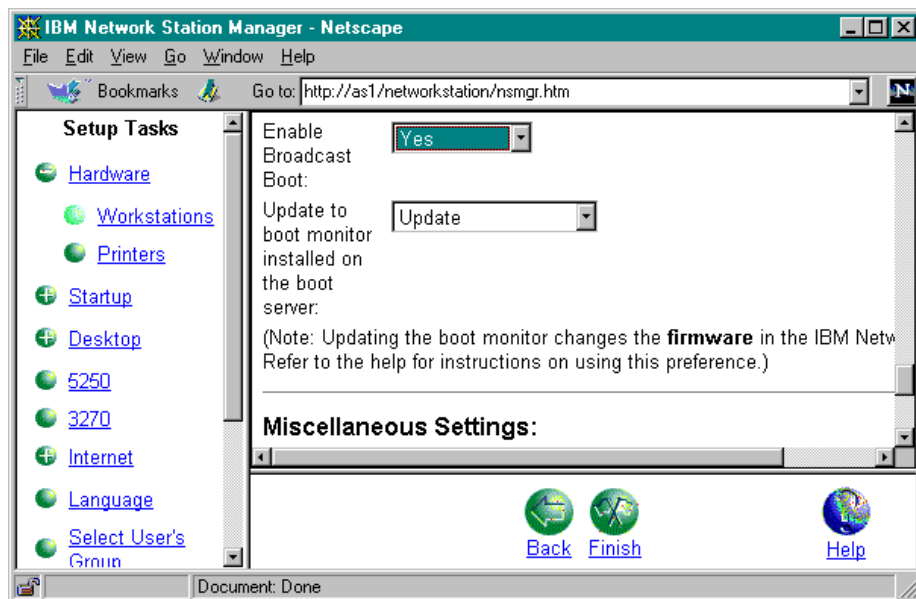 IBM Network Station Manager - Netscape
File Edit View Go Window Help
Bookmarks Go to: http://as1/networkstation/nsmgr.htm N
Setup Tasks
Hardware
Workstations
Printers
Startup
Desktop
5250
3270
Internet
Language
Select User's
Group
Enable
Broadcast
Boot:
Yes
Update to
boot monitor
installed on
the boot
server:
Update
(Note: Updating the boot monitor changes the firmware in the IBM Netw
Refer to the help for instructions on using this preference.)
Miscellaneous Settings:
Back Finish Help
Document: Done